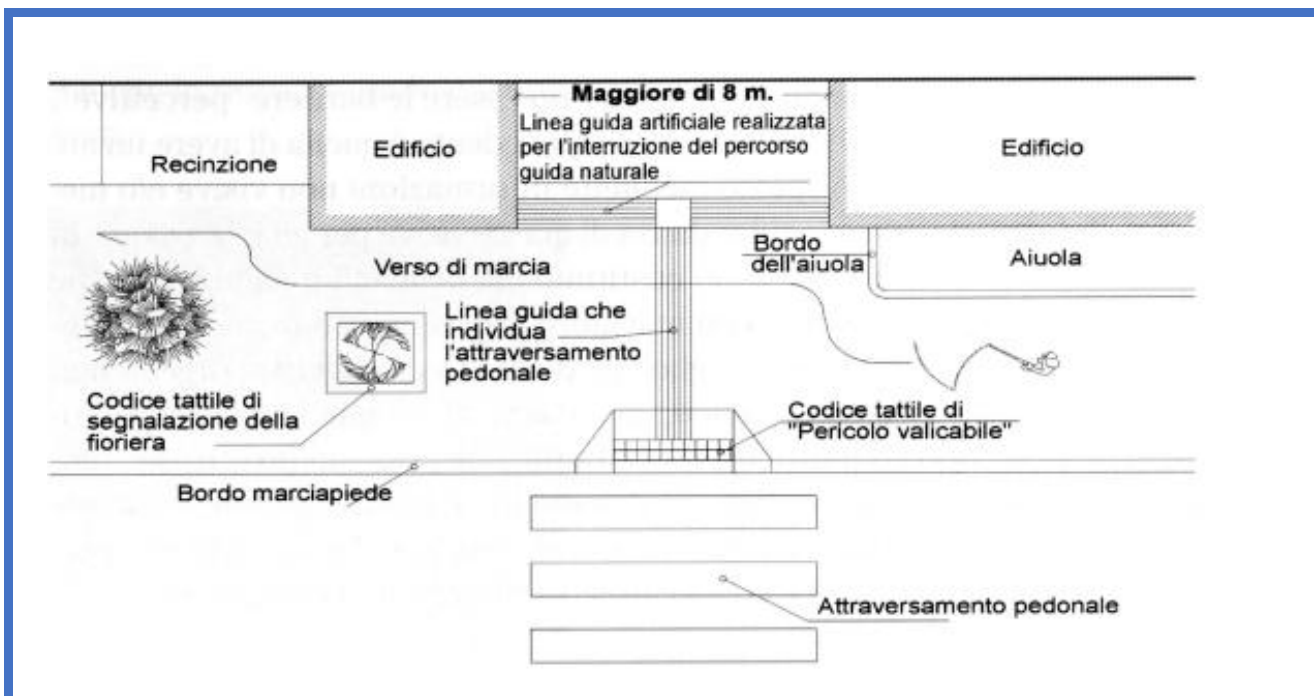 Maggiore di 8 m.
Linea guida artificiale realizzata
per l'interruzione del percorso
guida naturale
Recinzione
Edificio
Edificio
Verso di marcia
Bordo
dell'aiuola
Aiuola
Linea guida che
individua
l'attraversamento
pedonale
Codice tattile di
segnalazione della
fioriera
Codice tattile di
"Pericolo valicabile"
Bordo marciapiede
Attraversamento pedonale